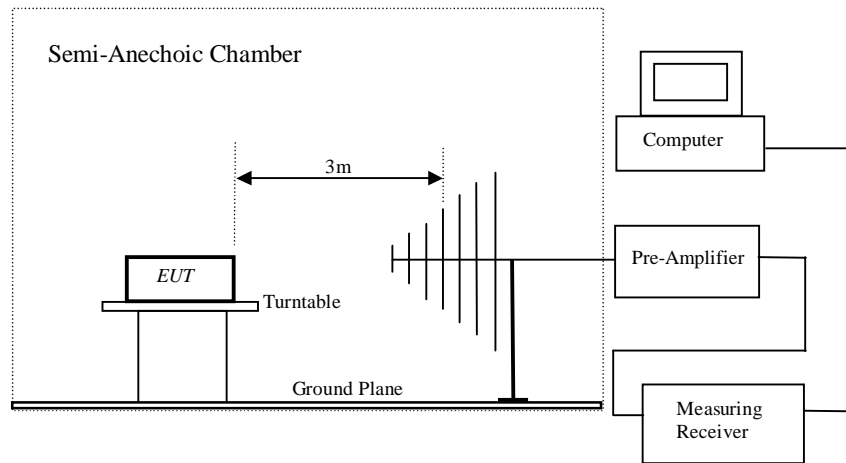 Semi-Anechoic Chamber
Computer
3m
Pre-Amplifier
EUT
Turntable
Ground Plane
Measuring
Receiver